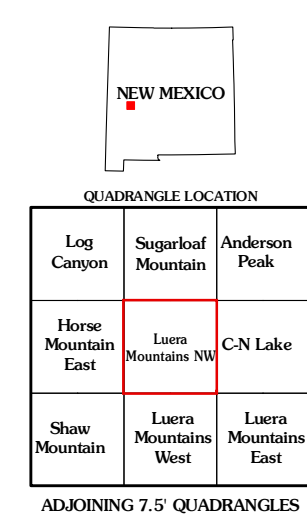 NEW MEXICO
QUADRANGLE LOCATION
Log
Canyon
Sugarloaf
Mountain
Anderson
Peak
Horse
Mountain
East
Luera
Mountains NW
C-N Lake
Shaw
Mountain
Luera
Mountains
West
Luera
Mountains
East
ADJOINING 7.5' QUADRANGLES